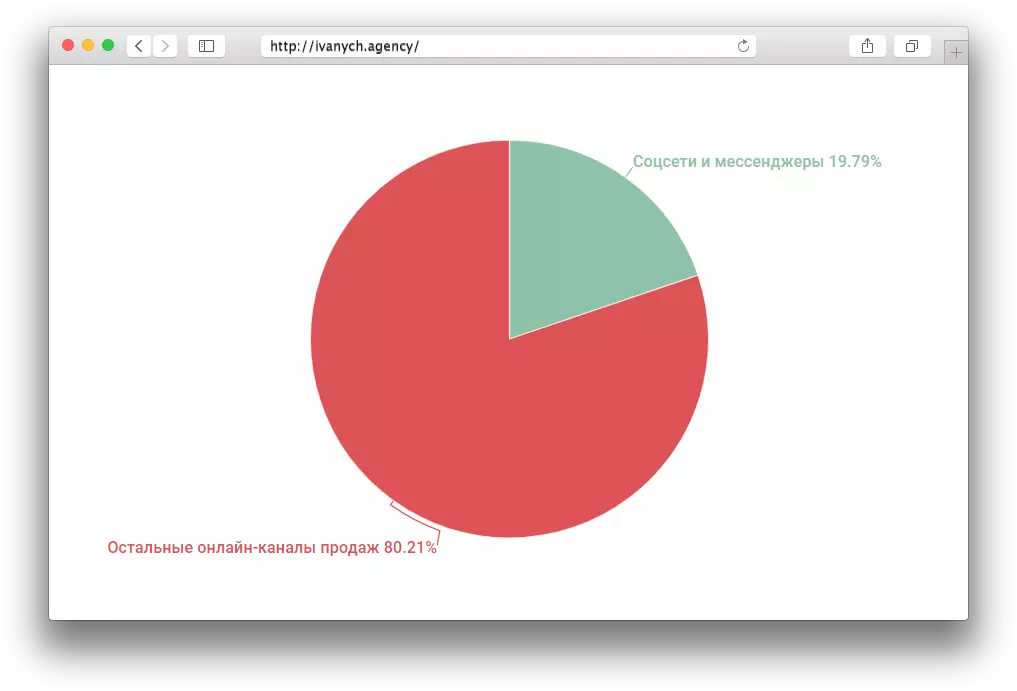 http://ivanych.agency/
Соцсети и мессенджеры 19.79%
Остальные онлайн-каналы продаж 80.21%